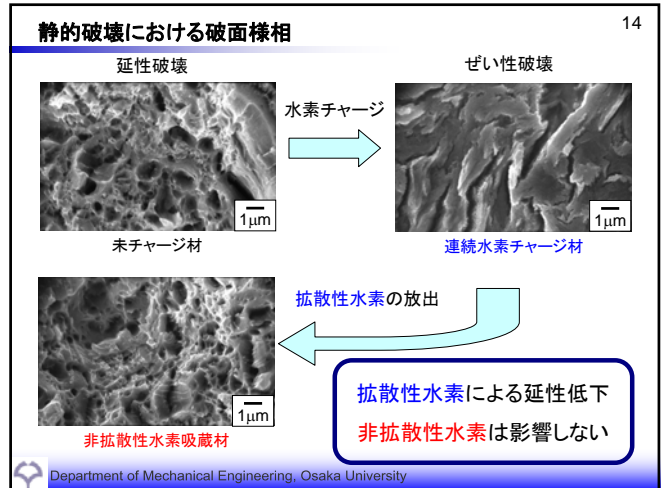 静的破壊における破面様相
14
延性破壊
ぜい性破壊
水素チャージ
1μm
1μm
未チャージ材
連続水素チャージ材
拡散性水素の放出
1μm
非拡散性水素吸蔵材
拡散性水素による延性低下
非拡散性水素は影響しない
Department of Mechanical Engineering, Osaka University